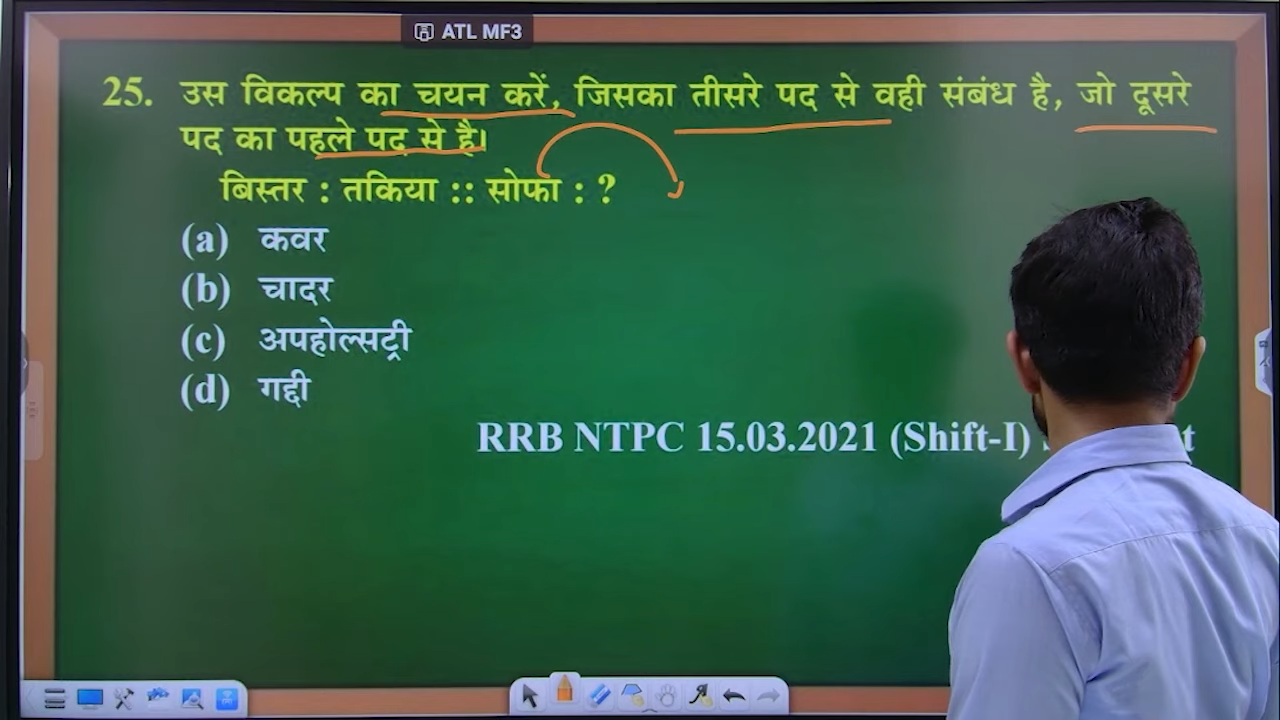 ATL MF3
25. उस विकल्प का चयन करें, जिसका तीसरे पद से वही संबंध है, जो दूसरे
पद का पहले पद से है।
बिस्तर : तकिया :: सोफा : ?
(a) कवर
(b) चादर
(c) अपहोल्सट्री
(d) गद्दी
RRB NTPC 15.03.2021 (Shift-I)